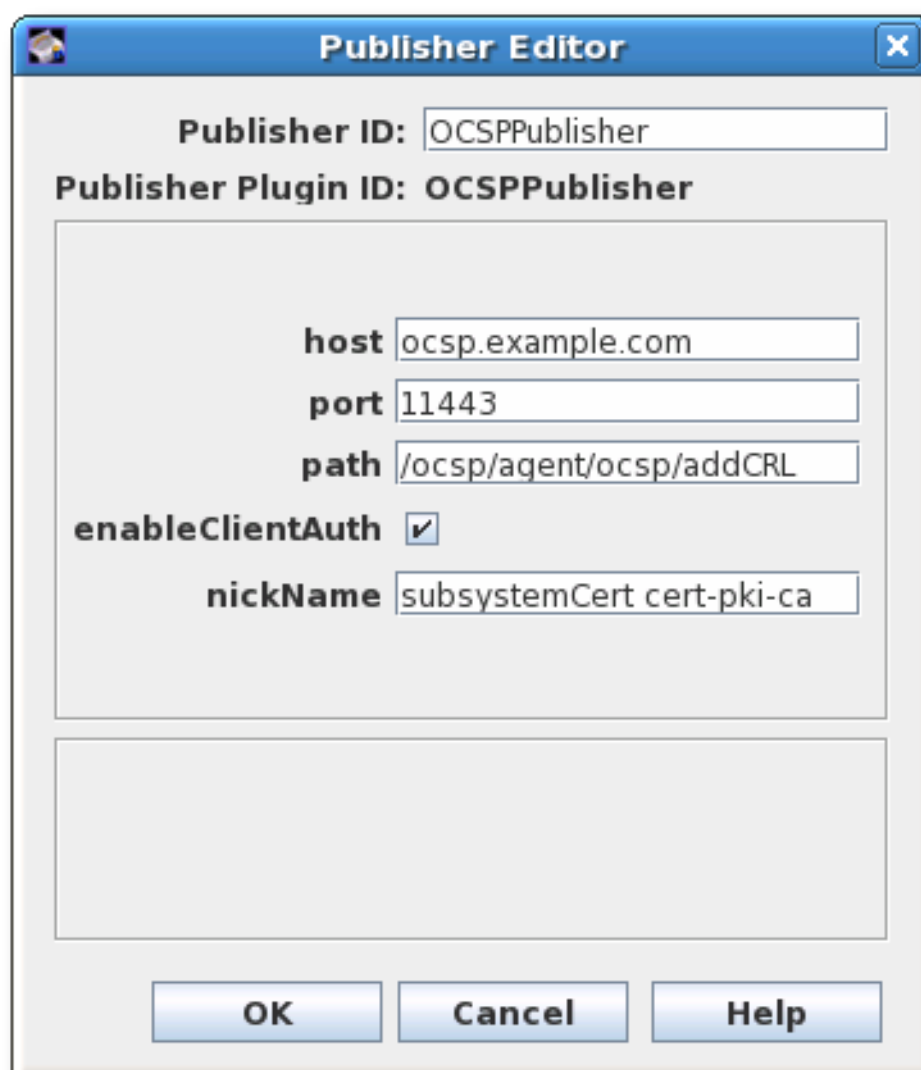 Publisher Editor
Publisher ID: OCSPPublisher
Publisher Plugin ID: OCSPPublisher
host ocsp.example.com
port 11443
path /ocsp/agent/ocsp/addCRL
enableClientAuth
nickName subsystemCert cert-pki-ca
OK Cancel Help